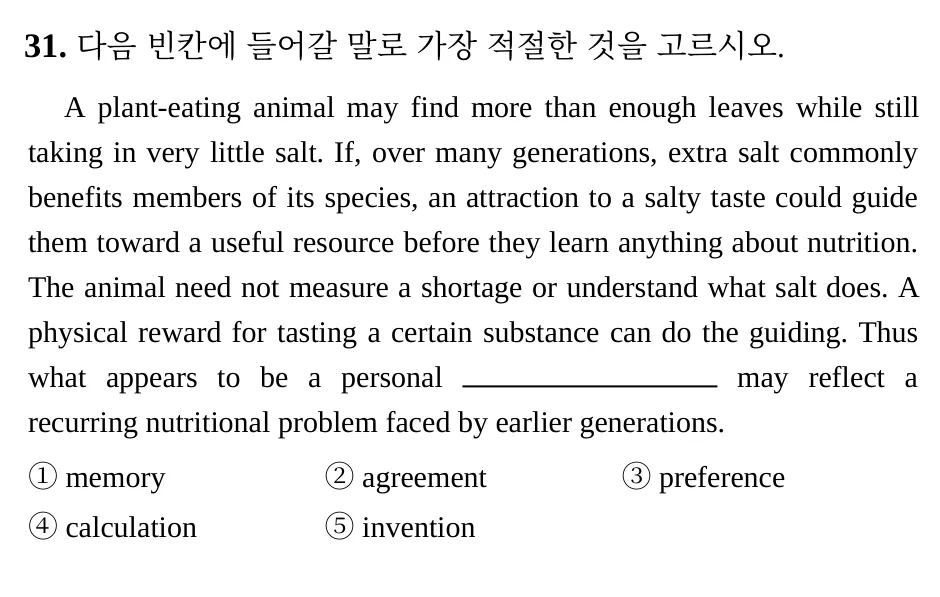 31. 다음 빈칸에 들어갈 말로 가장 적절한 것을 고르시오.
A plant-eating animal may find more than enough leaves while still
taking in very little salt. If, over many generations, extra salt commonly
benefits members of its species, an attraction to a salty taste could guide
them toward a useful resource before they learn anything about nutrition.
The animal need not measure a shortage or understand what salt does. A
physical reward for tasting a certain substance can do the guiding. Thus
what appears to be a personal ________________ may reflect a
recurring nutritional problem faced by earlier generations.
① memory ② agreement ③ preference
④ calculation ⑤ invention